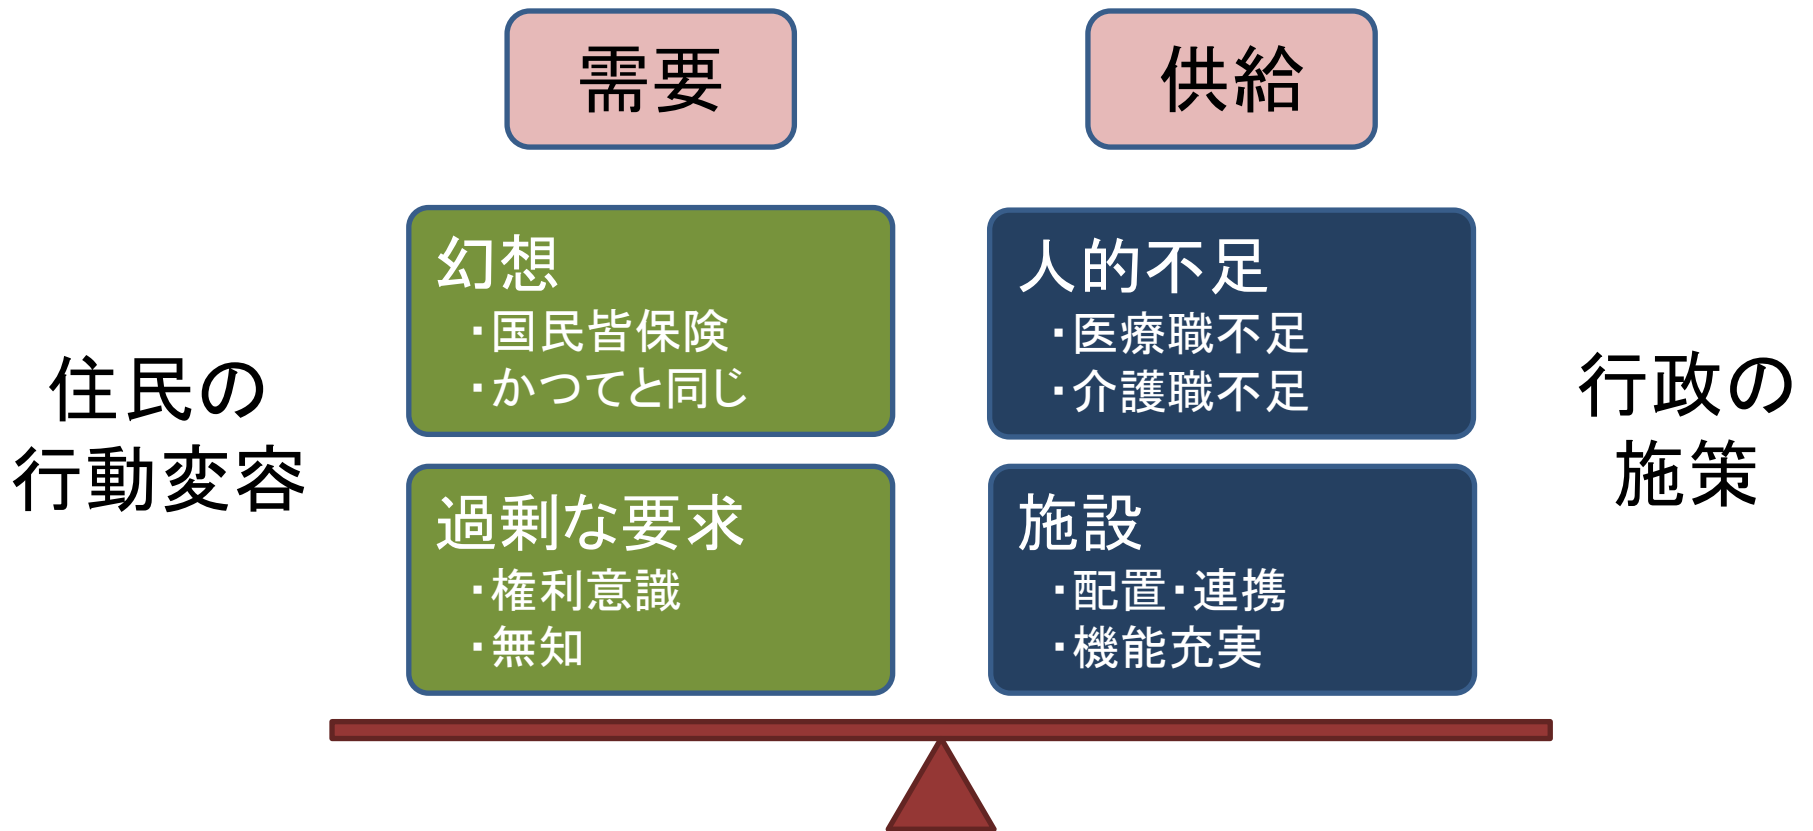 需要
供給
幻想
・国民皆保険
・かつてと同じ
人的不足
・医療職不足
・介護職不足
住民の
行動変容
行政の
施策
過剰な要求
・権利意識
・無知
施設
・配置・連携
・機能充実